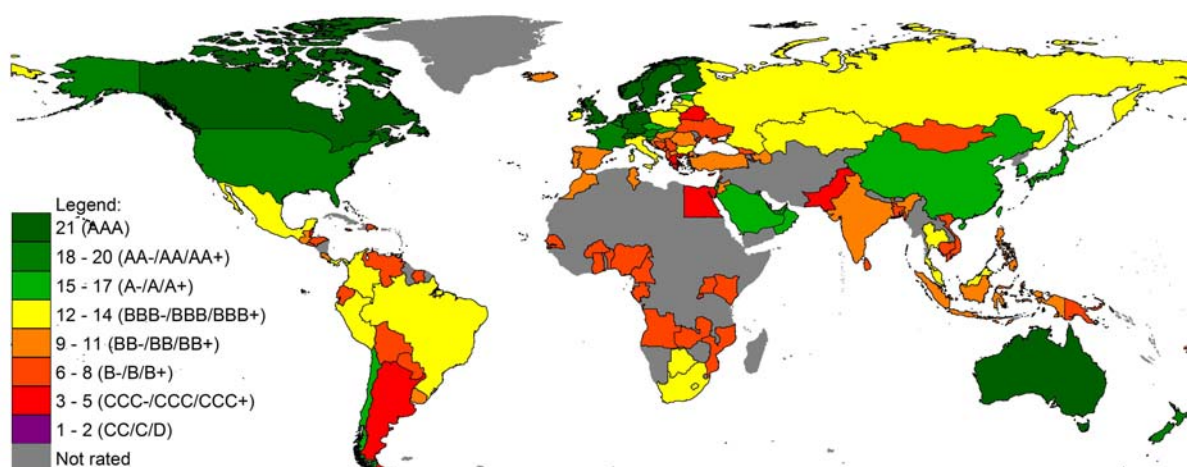 Legend:
21 (AAA)
18 - 20 (AA-/AA/AA+)
15 - 17 (A-/A/A+)
12 - 14 (BBB-/BBB/BBB+)
9 - 11 (BB-/BB/BB+)
6 - 8 (B-/B/B+)
3 - 5 (CCC-/CCC/CCC+)
1 - 2 (CC/C/D)
Not rated